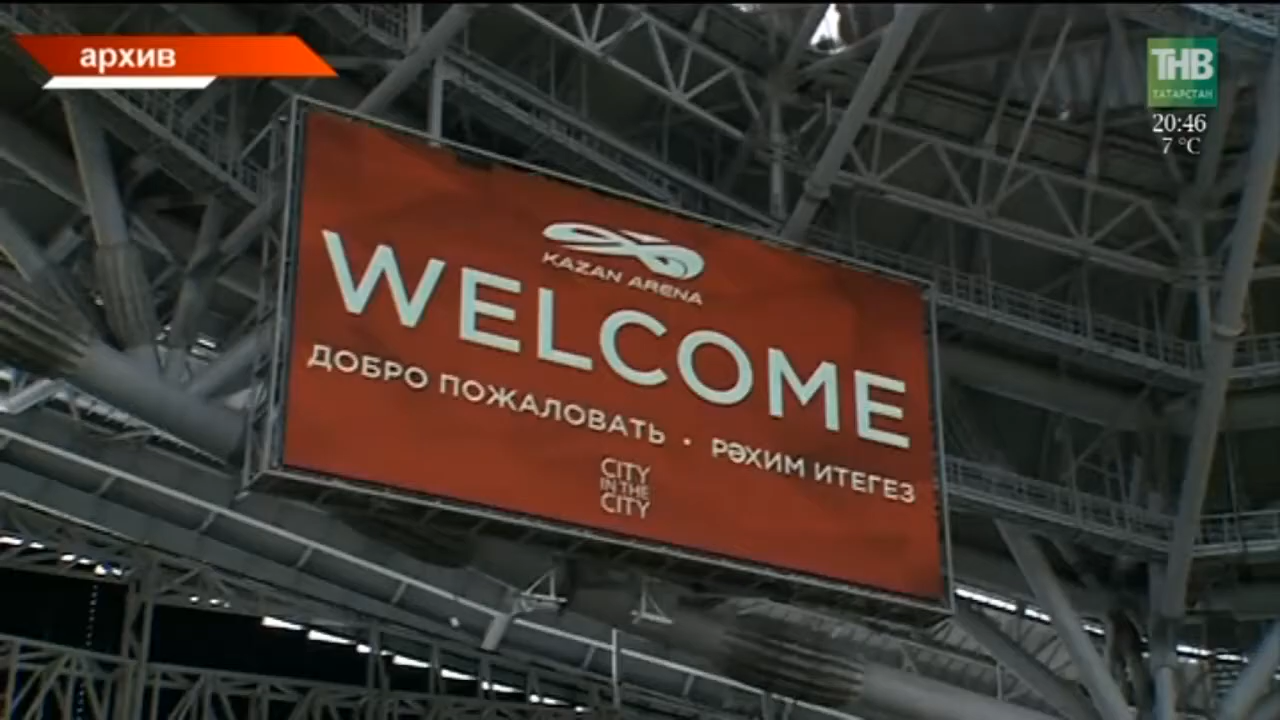 архив
ТНВ
ТАТАРСТАН
20:46
7 °C
KAZAN ARENA
WELCOME
ДОБРО ПОЖАЛОВАТЬ · РӘХИМ ИТЕГЕЗ
CITY
IN THE
CITY